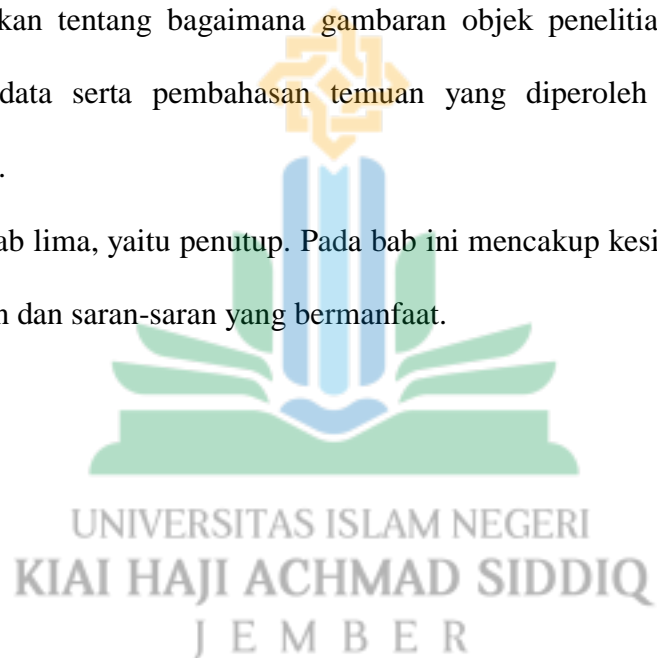 kan tentang bagaimana gambaran objek penelitia
data serta pembahasan temuan yang diperoleh
.
ab lima, yaitu penutup. Pada bab ini mencakup kesi
n dan saran-saran yang bermanfaat.
UNIVERSITAS ISLAM NEGERI
KIAI HAJI ACHMAD SIDDIQ
J E M B E R